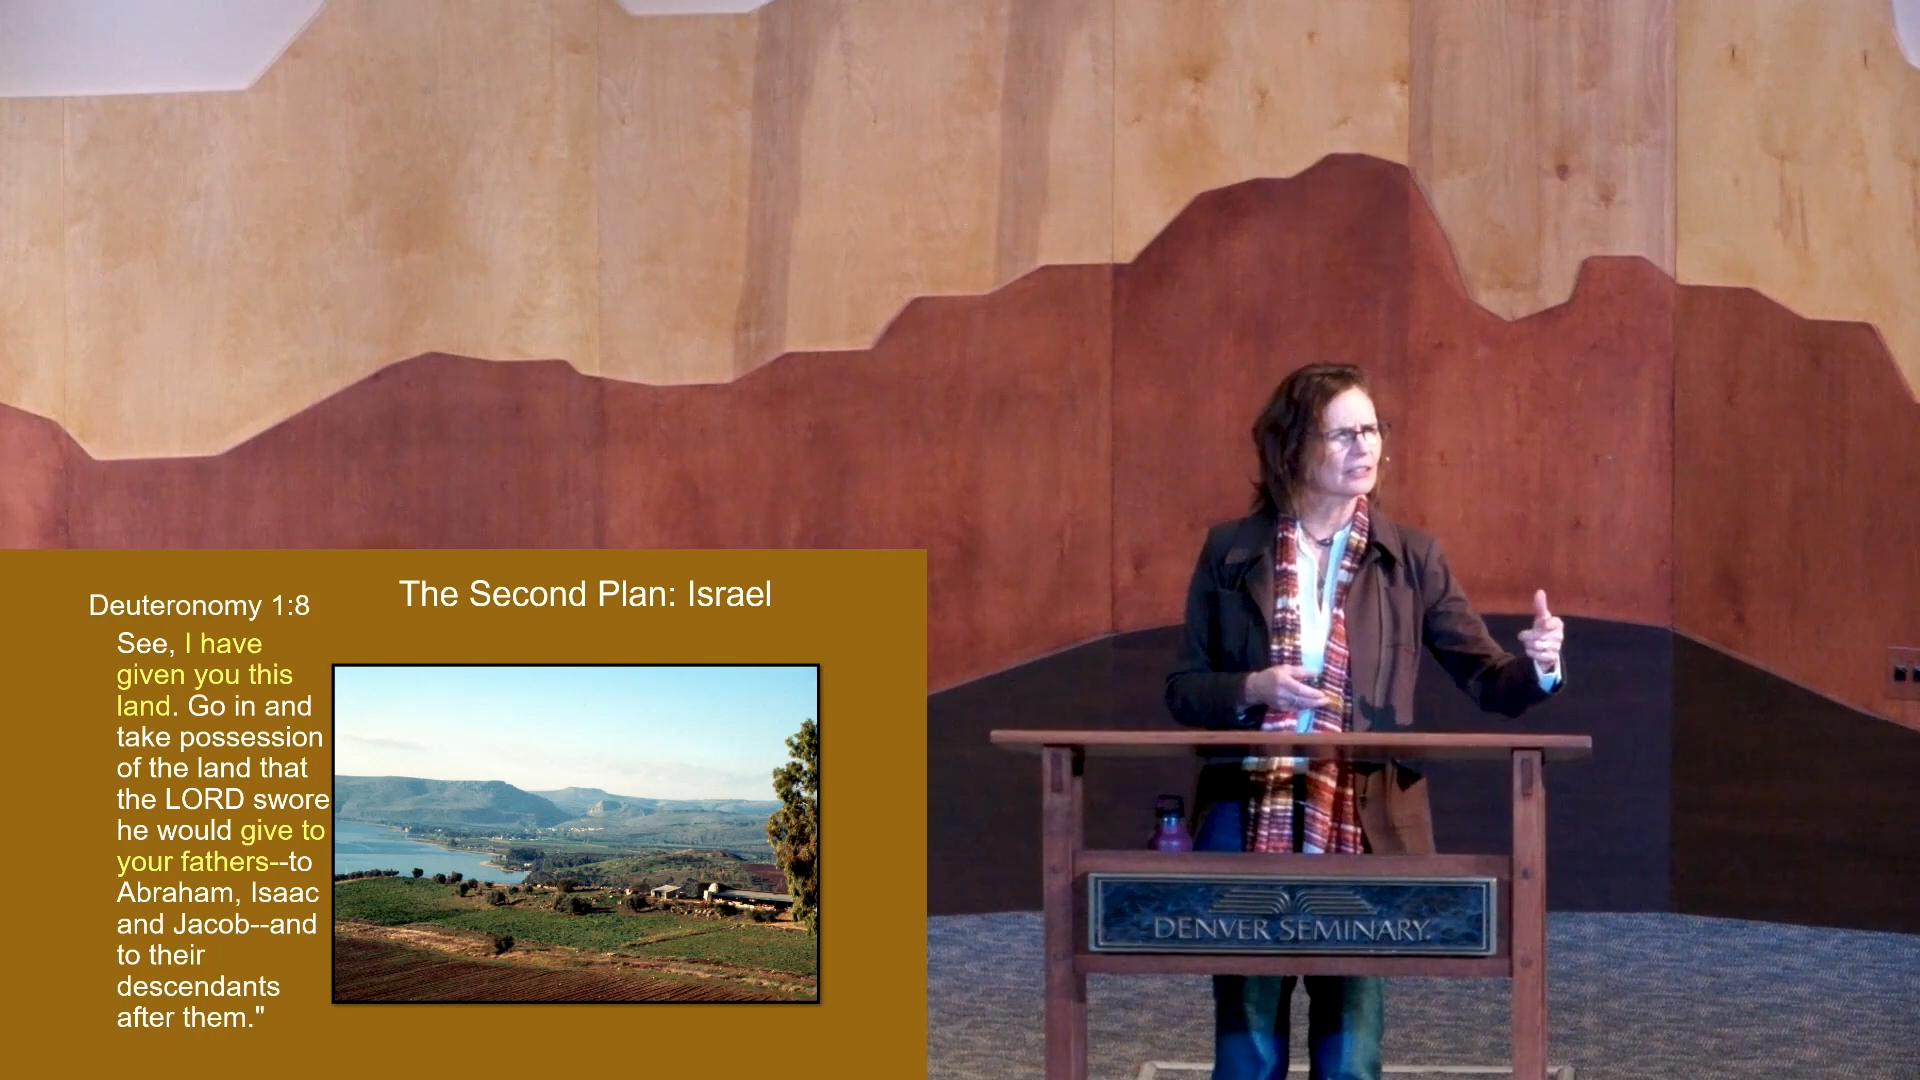 The Second Plan: Israel
Deuteronomy 1:8
See, I have
given you this
land. Go in and
take possession
of the land that
the LORD swore
he would give to
your fathers--to
Abraham, Isaac
and Jacob--and
to their
descendants
after them."
DENVER SEMINARY